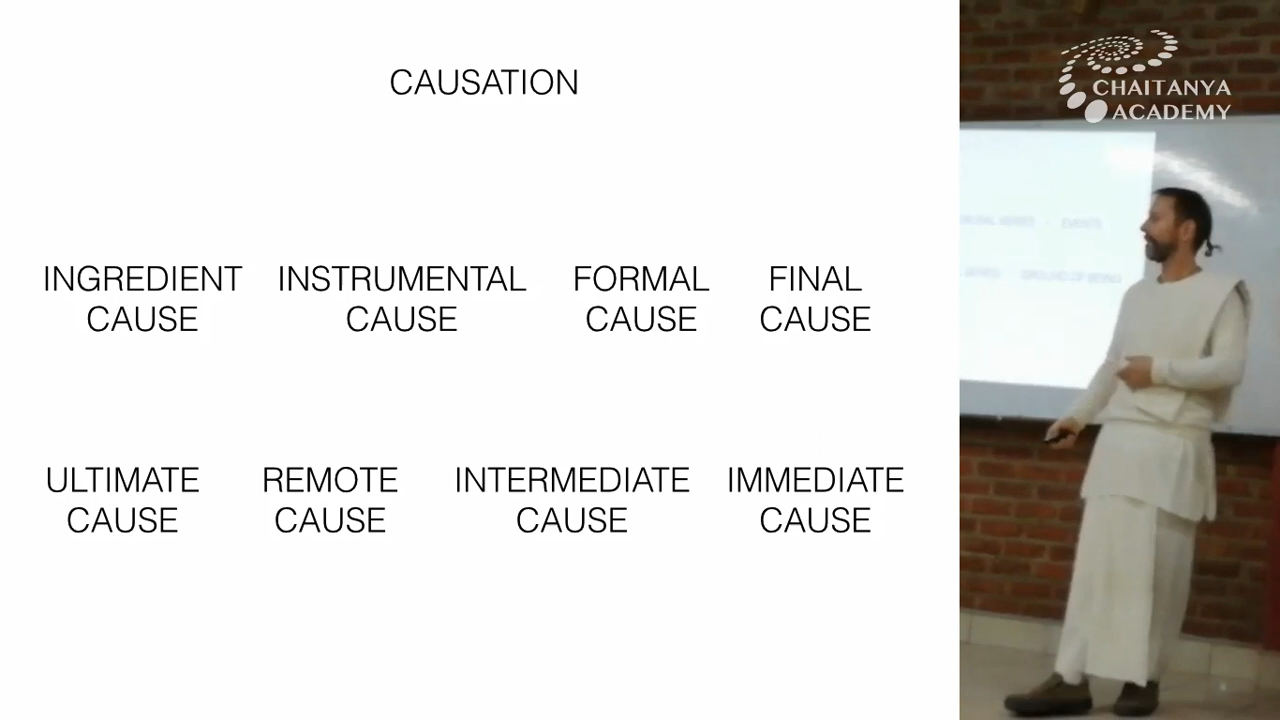 CAUSATION
INGREDIENT CAUSE
INSTRUMENTAL CAUSE
FORMAL CAUSE
FINAL CAUSE
ULTIMATE CAUSE
REMOTE CAUSE
INTERMEDIATE CAUSE
IMMEDIATE CAUSE
CHAITANYA
ACADEMY